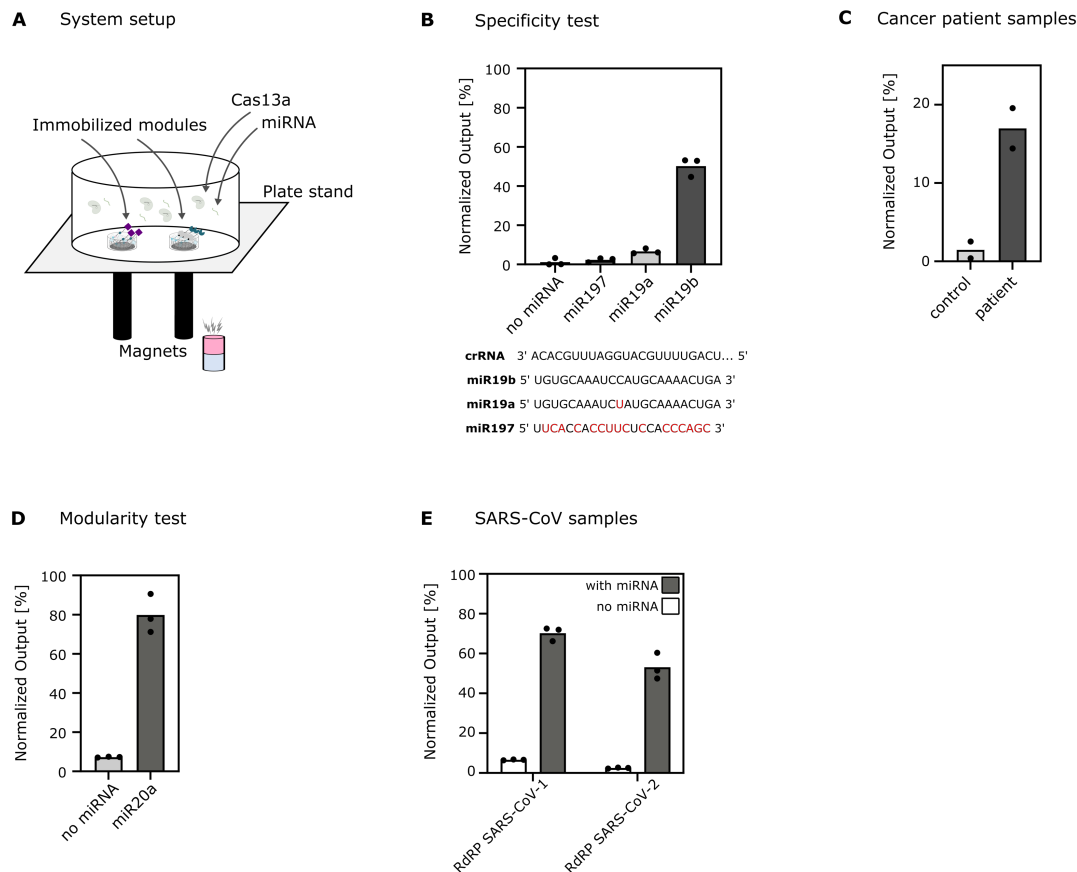 A System setup
Cas13a
Immobilized modules
miRNA
Plate stand
Magnets
B Specificity test
Normalized Output [%]
100
80
60
40
20
0
no miRNA
miR197
miR19a
miR19b
crRNA 3' ACACGUUUAGGUACGUUUUGACU... 5'
miR19b 5' UGUGCAAAUCCAUGCAAAACUGA 3'
miR19a 5' UGUGCAAAUCUAUGCAAAACUGA 3'
miR197 5' UUCACCACCUUCUCCACCCAGC 3'
C Cancer patient samples
Normalized Output [%]
20
10
0
control
patient
D Modularity test
Normalized Output [%]
100
80
60
40
20
0
no miRNA
miR20a
E SARS-CoV samples
Normalized Output [%]
100
80
60
40
20
0
with miRNA
no miRNA
RdRP SARS-CoV-1
RdRP SARS-CoV-2